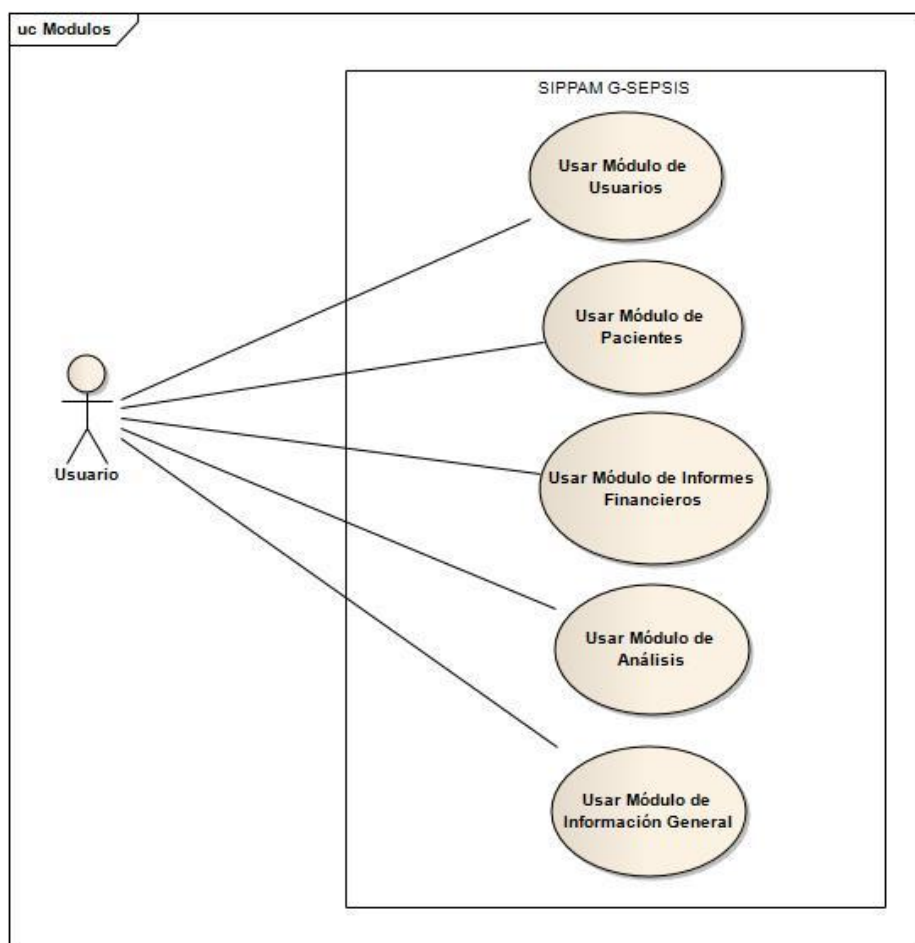 uc Modulos
SIPPAM G-SEPSIS
Usar Módulo de
Usuarios
Usar Módulo de
Pacientes
Usar Módulo de Informes
Financieros
Usuario
Usar Módulo de
Análisis
Usar Módulo de
Información General